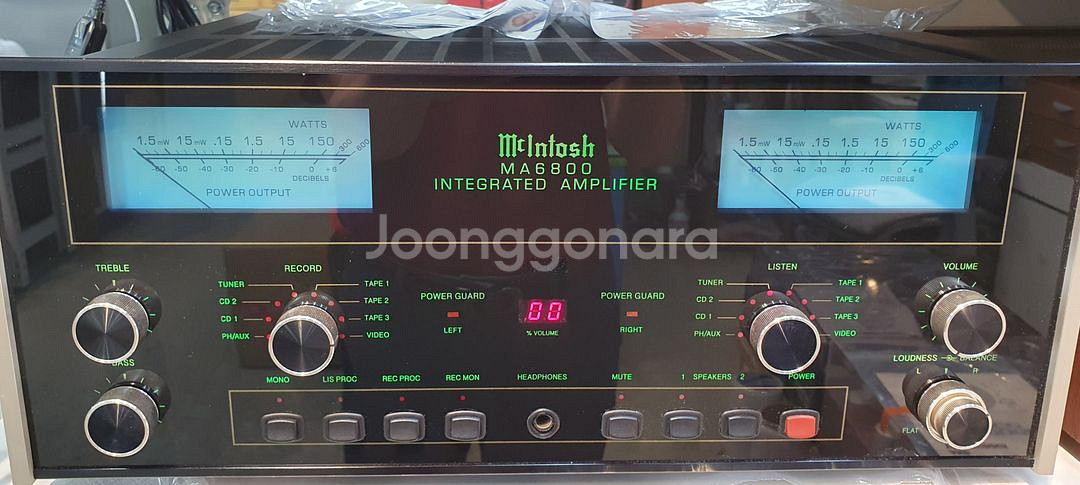 WATTS
1.5mW 15mW .15 1.5 15 150 300 600
-60 -50 -40 -30 -20 -10 0 +6
DECIBELS
POWER OUTPUT
McIntosh
MA6800
INTEGRATED AMPLIFIER
WATTS
1.5mW 15mW .15 1.5 15 150 300 600
-60 -50 -40 -30 -20 -10 0 +6
DECIBELS
POWER OUTPUT
Joonggonara
TREBLE
RECORD
TUNER TAPE 1
CD 2 TAPE 2
CD 1 TAPE 3
PH/AUX VIDEO
POWER GUARD
LEFT
00
% VOLUME
POWER GUARD
RIGHT
LISTEN
TUNER TAPE 1
CD 2 TAPE 2
CD 1 TAPE 3
PH/AUX VIDEO
VOLUME
BASS
LOUDNESS BALANCE
L R
FLAT
MONO LIS PROC REC PROC REC MON HEADPHONES MUTE 1 SPEAKERS 2 POWER